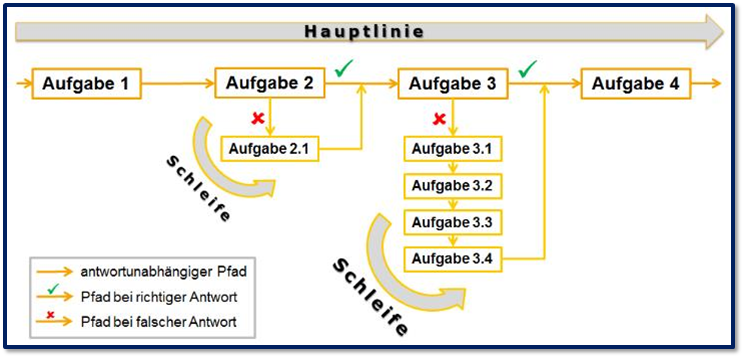 Hauptlinie
Aufgabe 1
Aufgabe 2
Aufgabe 3
Aufgabe 4
Aufgabe 2.1
Aufgabe 3.1
Schleife
Aufgabe 3.2
Aufgabe 3.3
Aufgabe 3.4
Schleife
antwortunabhängiger Pfad
Pfad bei richtiger Antwort
Pfad bei falscher Antwort